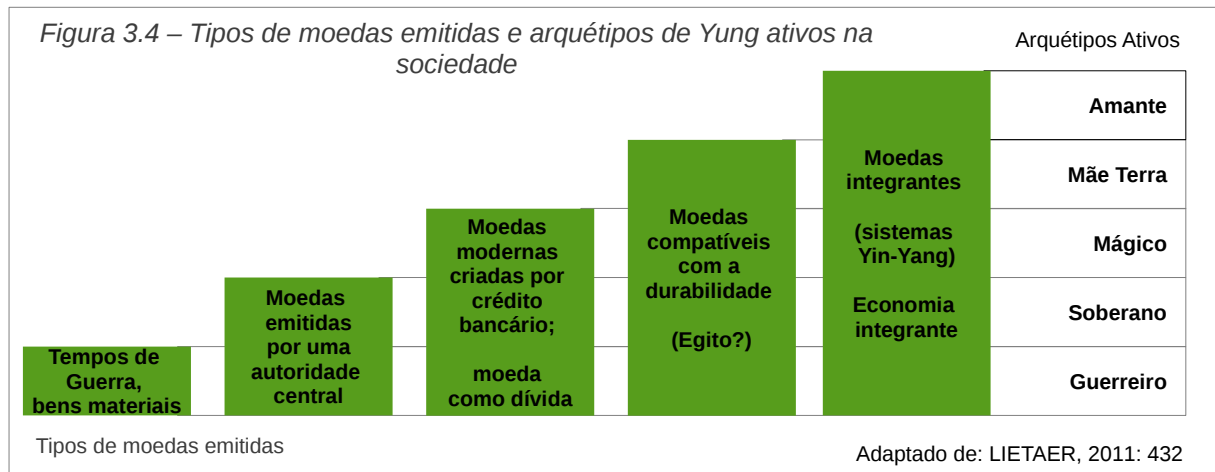 Figura 3.4 – Tipos de moedas emitidas e arquétipos de Yung ativos na
sociedade
Arquétipos Ativos
Amante
Mãe Terra
Mágico
Soberano
Guerreiro
Tempos de
Guerra,
bens materiais
Moedas
emitidas
por uma
autoridade
central
Moedas
modernas
criadas por
crédito
bancário;
moeda
como dívida
Moedas
compatíveis
com a
durabilidade
(Egito?)
Moedas
integrantes
(sistemas
Yin-Yang)
Economia
integrante
Tipos de moedas emitidas
Adaptado de: LIETAER, 2011: 432